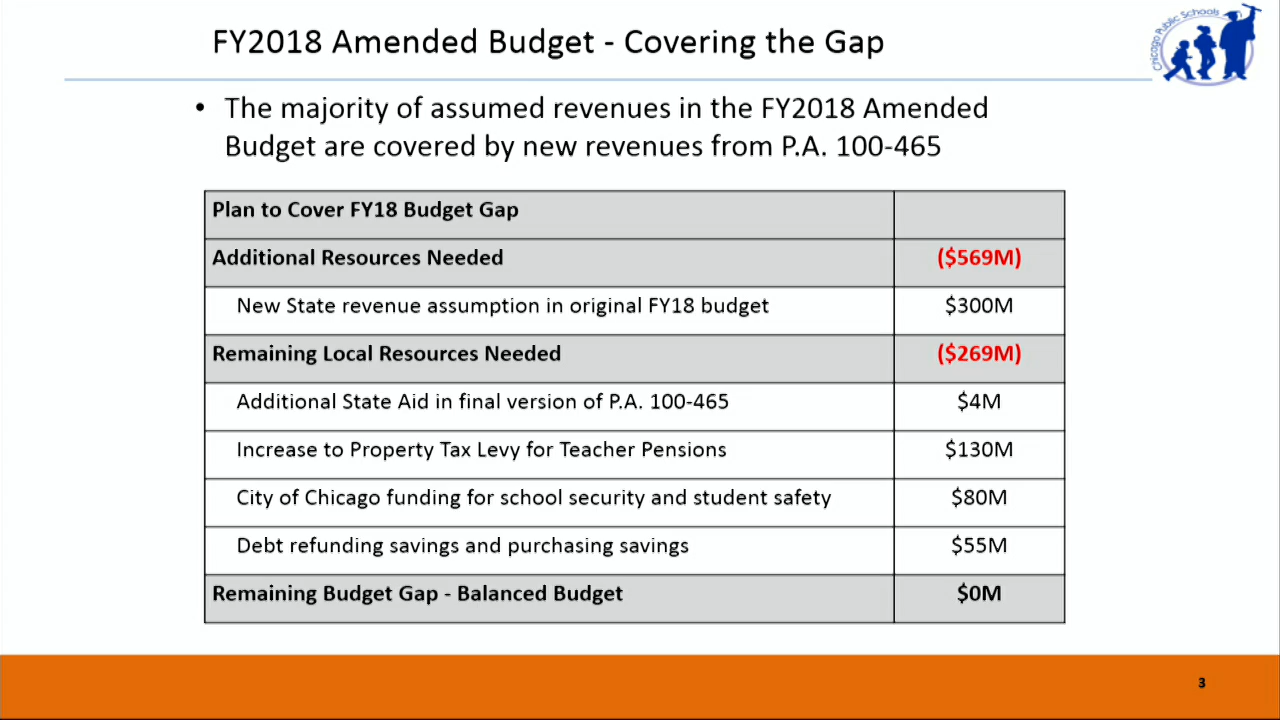 FY2018 Amended Budget - Covering the Gap
Chicago Public Schools
• The majority of assumed revenues in the FY2018 Amended
Budget are covered by new revenues from P.A. 100-465
Plan to Cover FY18 Budget Gap
Additional Resources Needed ($569M)
New State revenue assumption in original FY18 budget $300M
Remaining Local Resources Needed ($269M)
Additional State Aid in final version of P.A. 100-465 $4M
Increase to Property Tax Levy for Teacher Pensions $130M
City of Chicago funding for school security and student safety $80M
Debt refunding savings and purchasing savings $55M
Remaining Budget Gap - Balanced Budget $0M
3